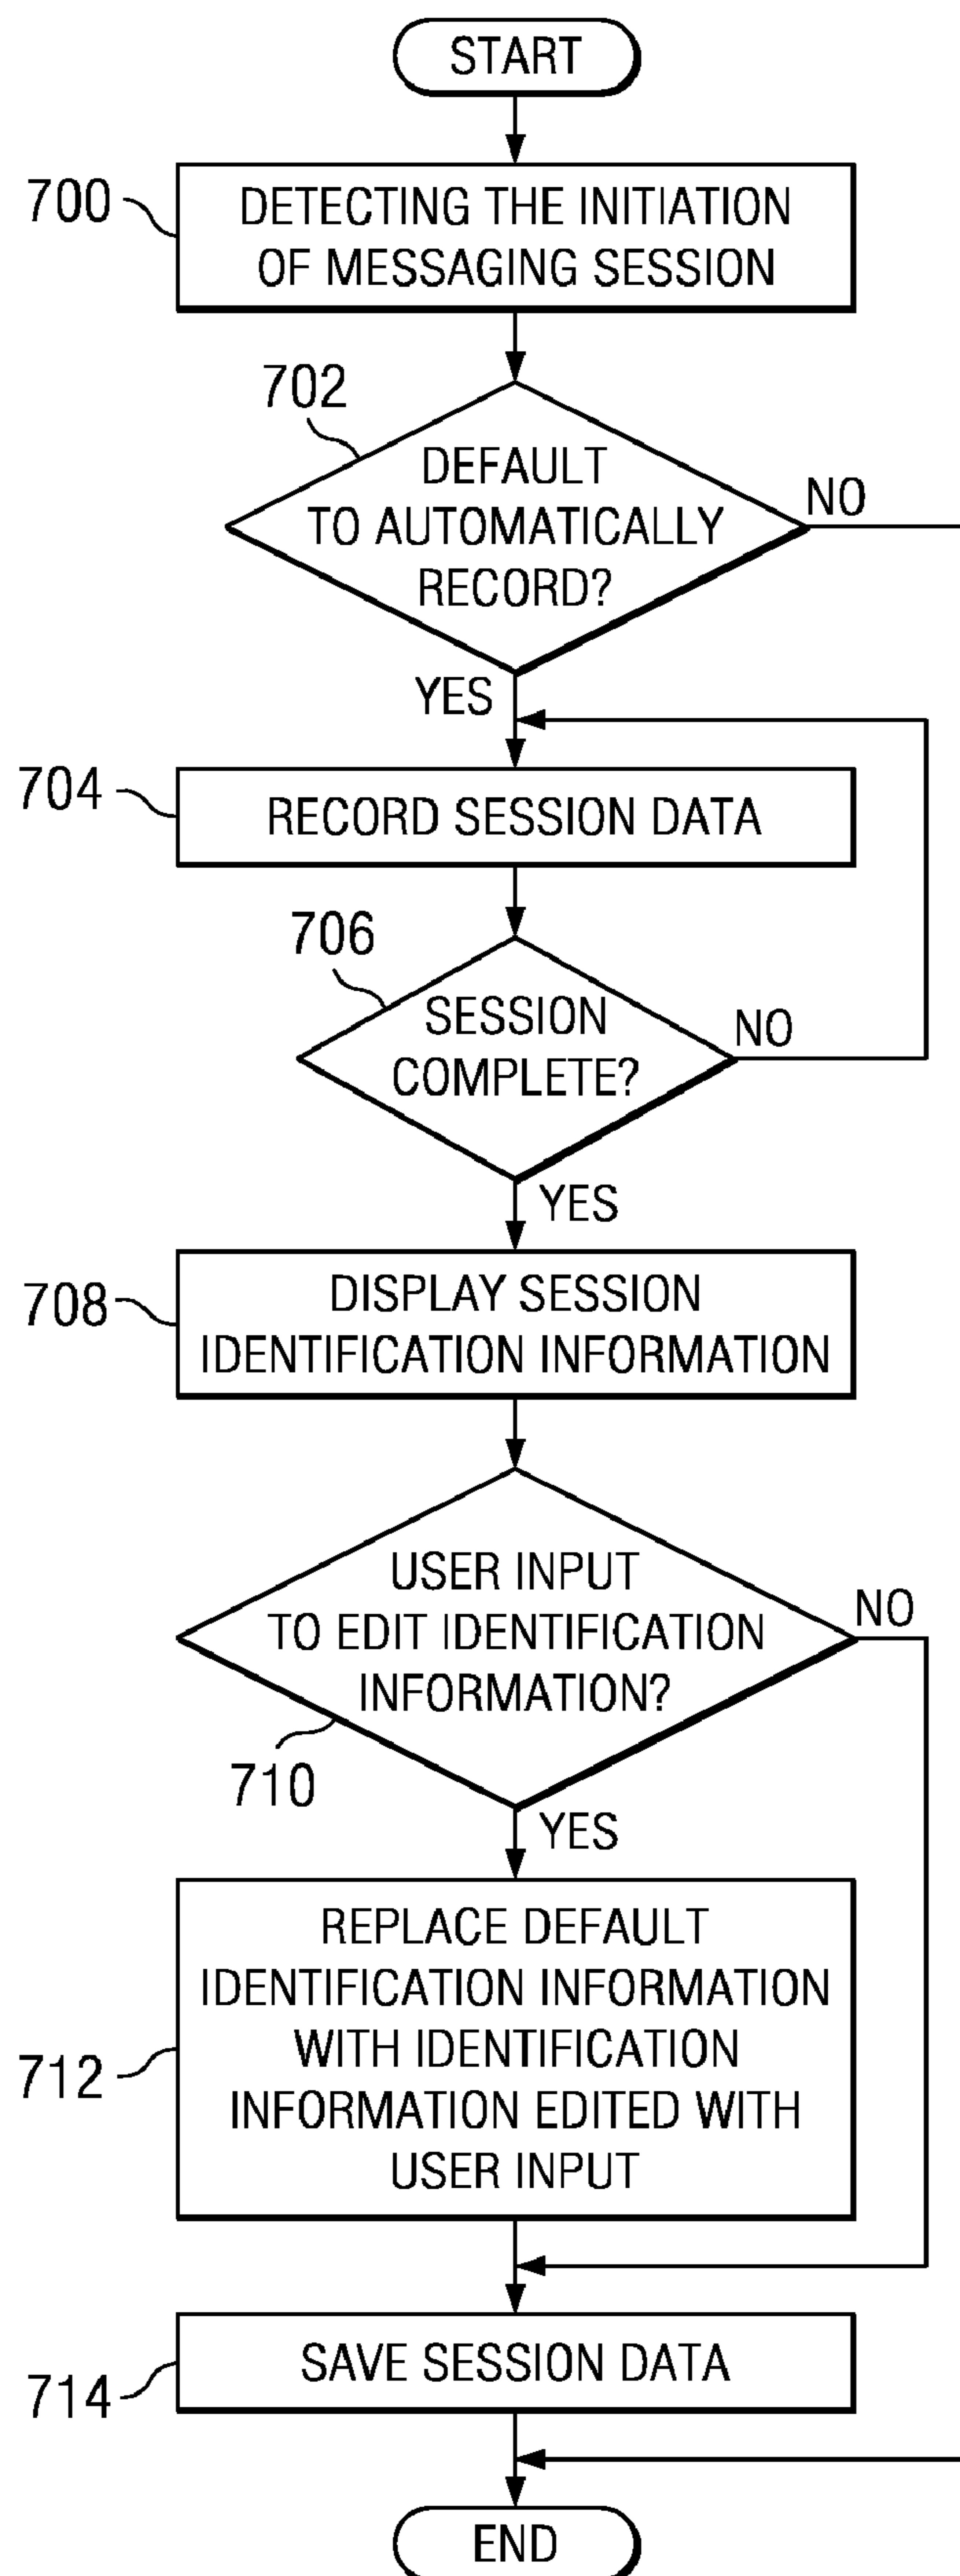 START
700
DETECTING THE INITIATION
OF MESSAGING SESSION
702
DEFAULT
TO AUTOMATICALLY
RECORD?
NO
YES
704
RECORD SESSION DATA
706
SESSION
COMPLETE?
NO
YES
708
DISPLAY SESSION
IDENTIFICATION INFORMATION
USER INPUT
TO EDIT IDENTIFICATION
INFORMATION?
NO
710
YES
REPLACE DEFAULT
IDENTIFICATION INFORMATION
WITH IDENTIFICATION
INFORMATION EDITED WITH
USER INPUT
712
SAVE SESSION DATA
714
END